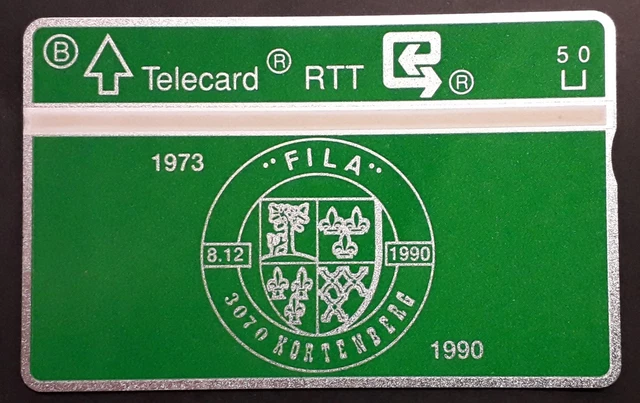 B Telecard ® RTT ® 50
1973
"FILA"
8.12 1990
3070 KORTENBERG
1990